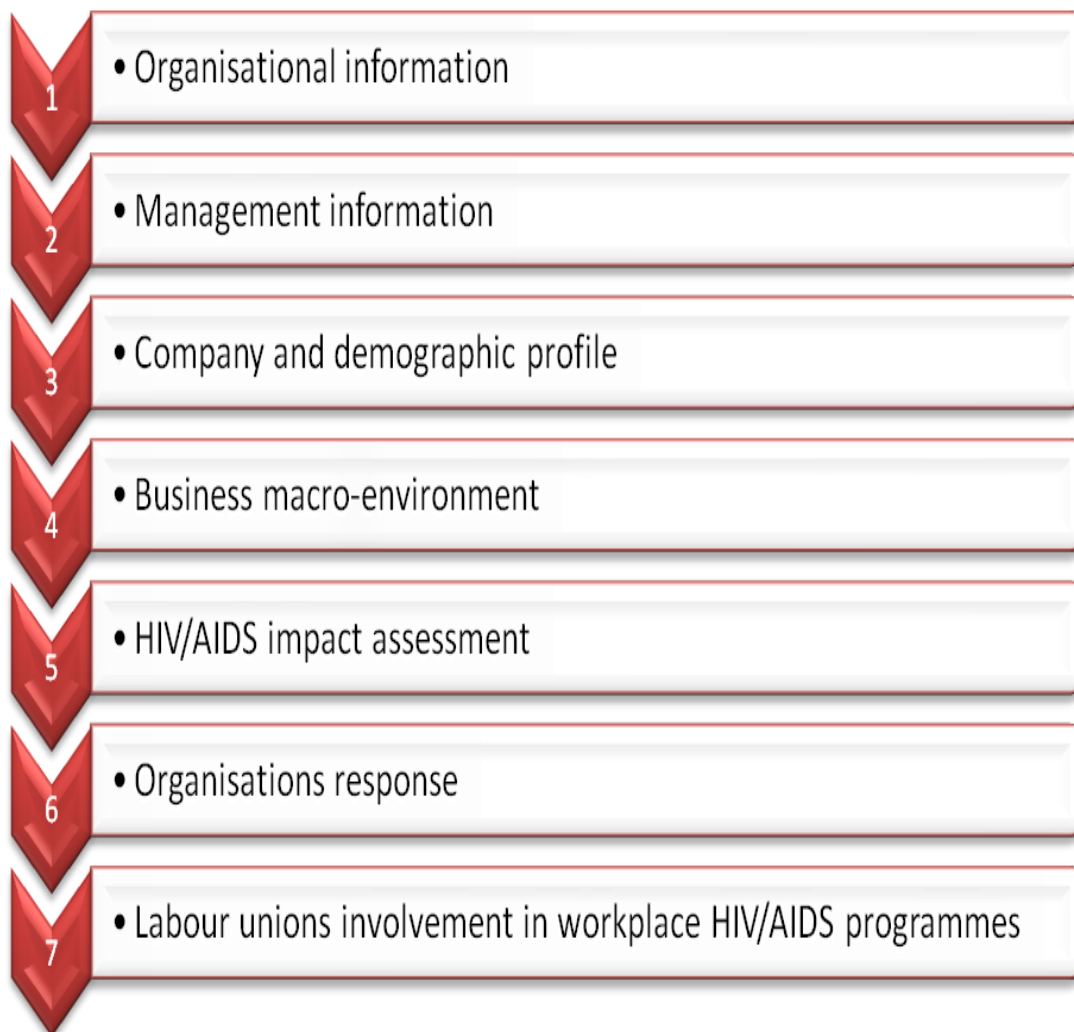 1
• Organisational information
2
• Management information
3
• Company and demographic profile
4
• Business macro-environment
5
• HIV/AIDS impact assessment
6
• Organisations response
7
• Labour unions involvement in workplace HIV/AIDS programmes